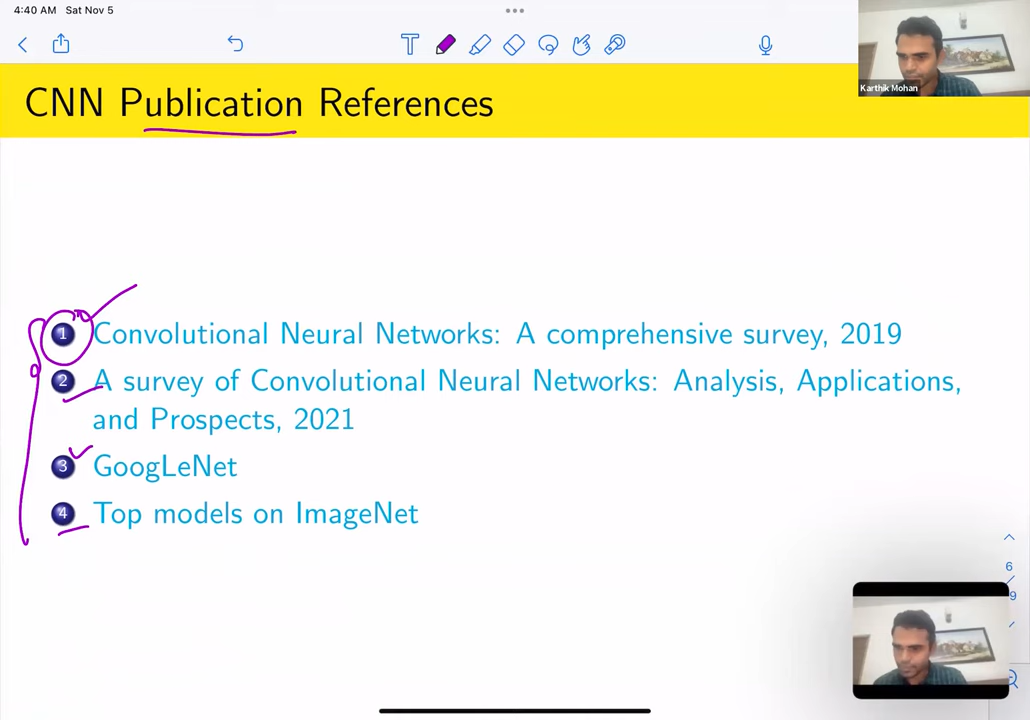 4:40 AM Sat Nov 5
T
Karthik Mohan
CNN Publication References
1 Convolutional Neural Networks: A comprehensive survey, 2019
2 A survey of Convolutional Neural Networks: Analysis, Applications,
and Prospects, 2021
3 GoogLeNet
4 Top models on ImageNet
6
9